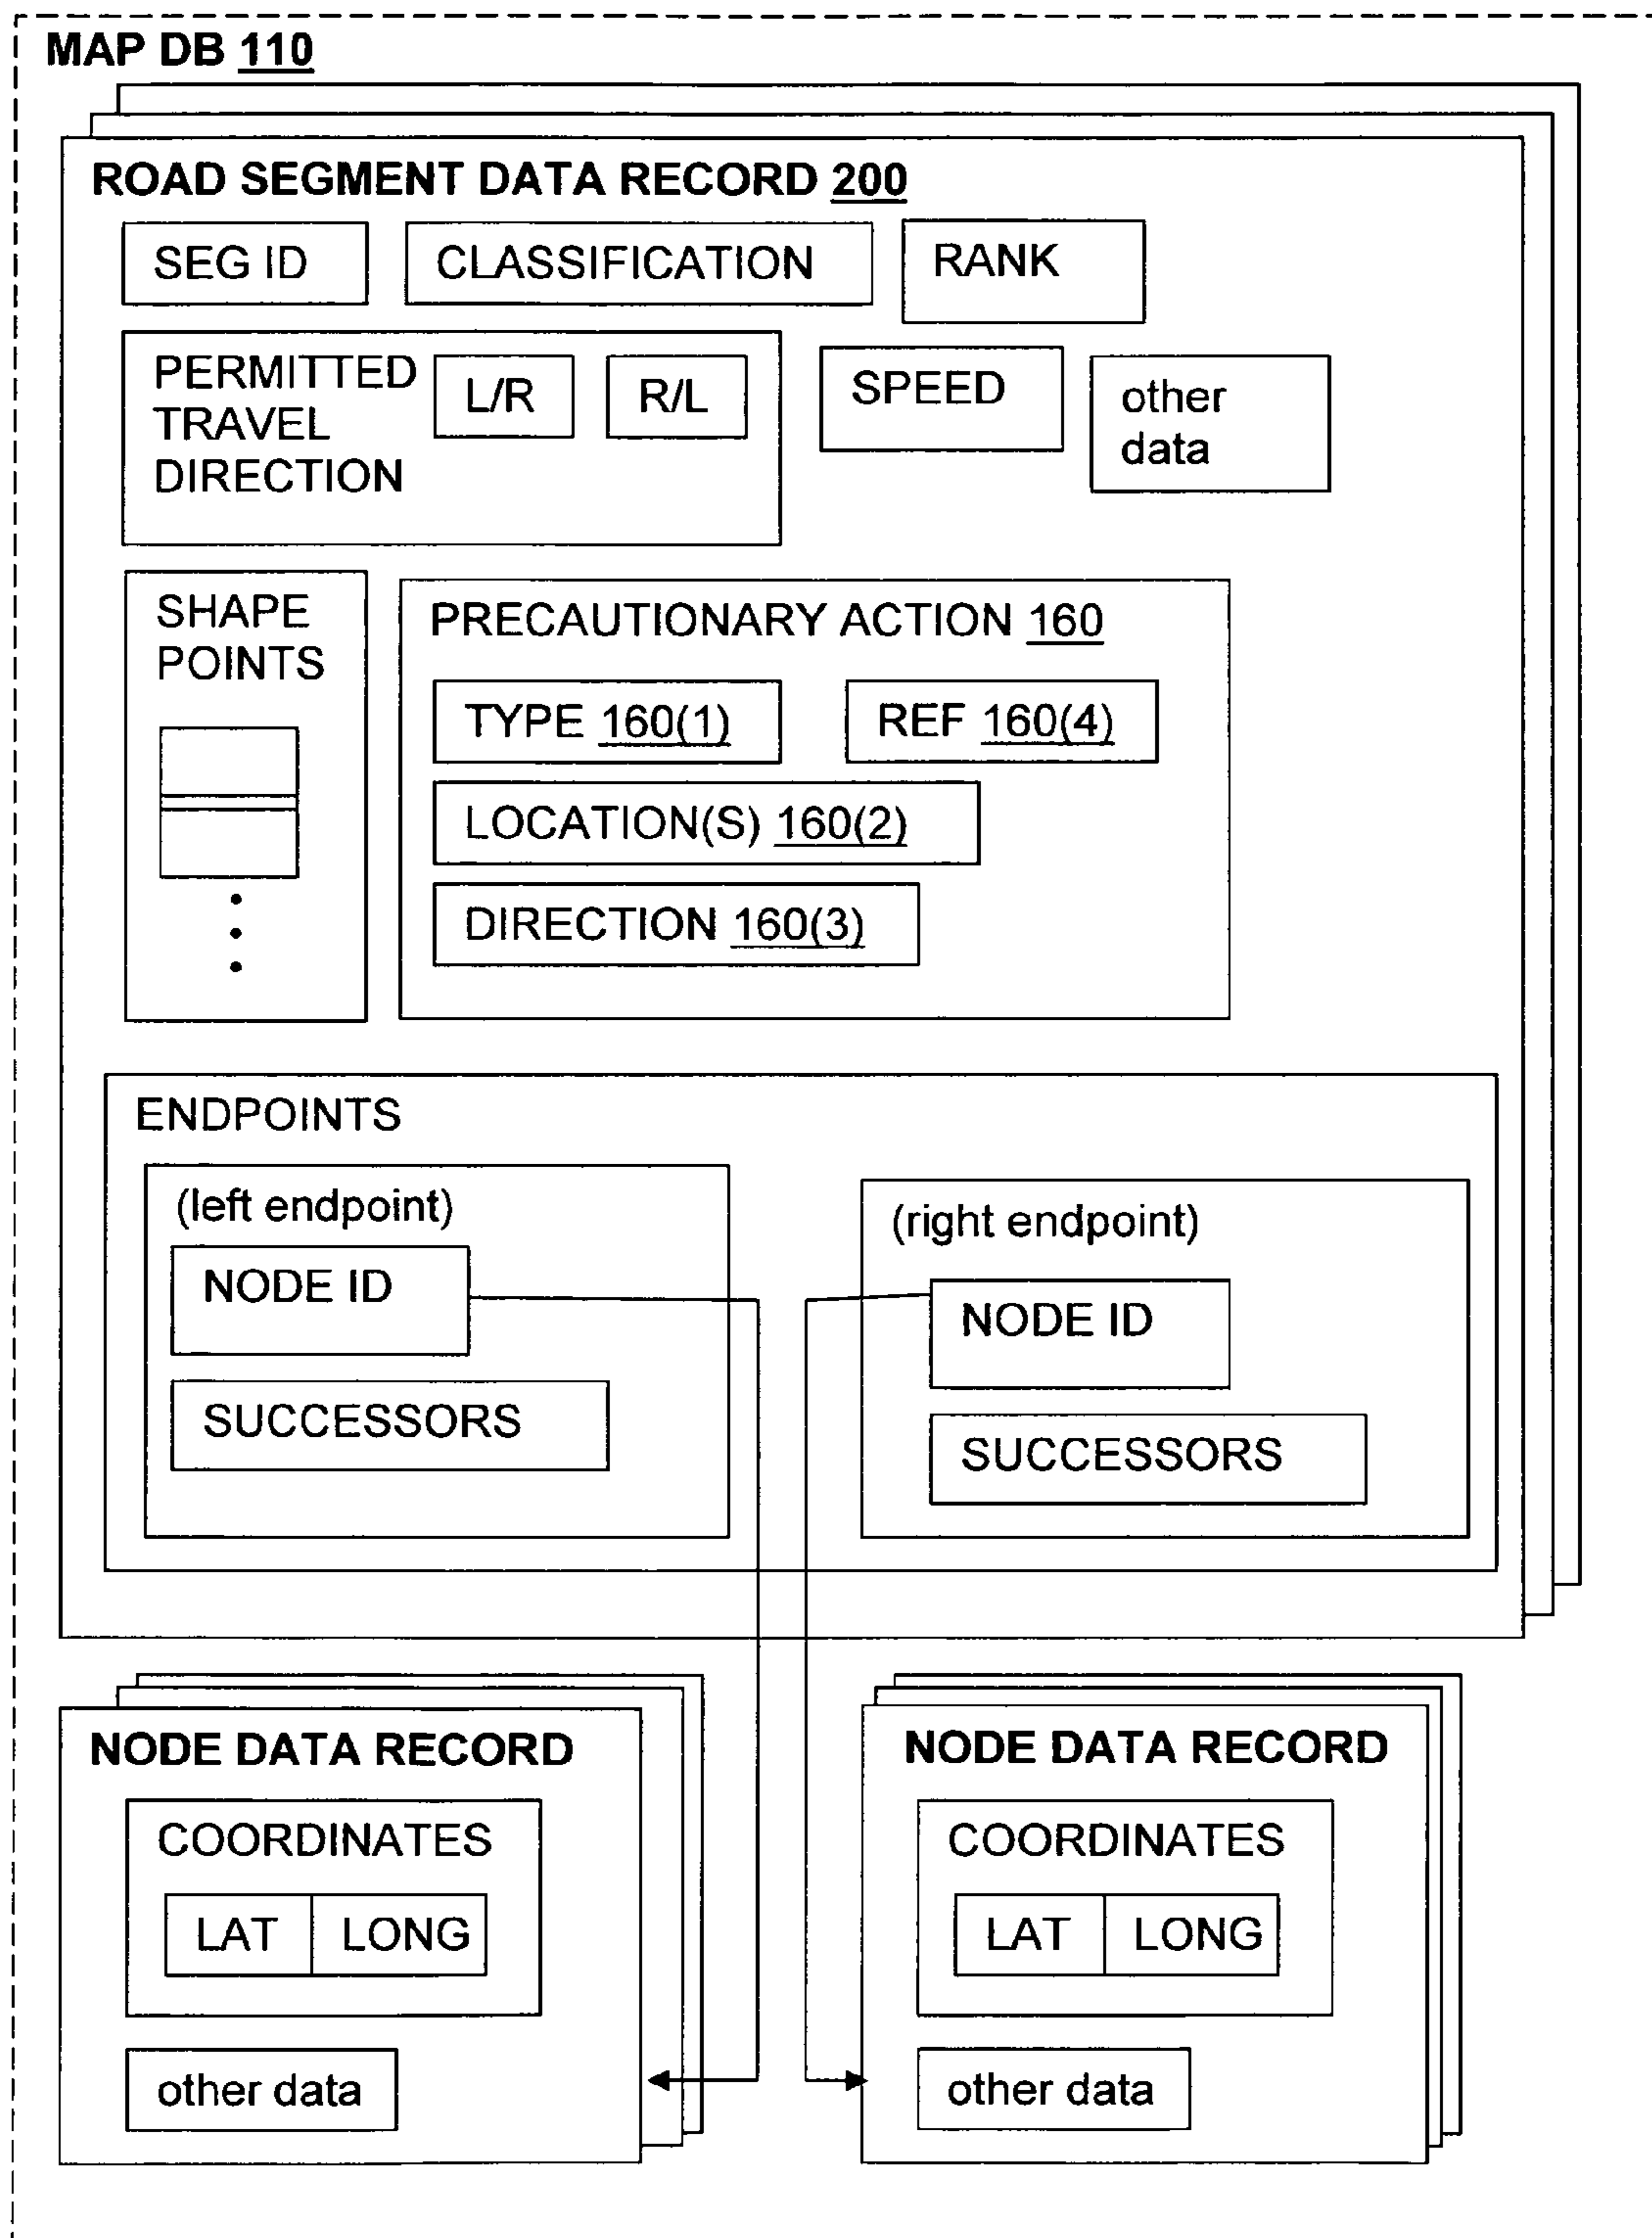 MAP DB 110
ROAD SEGMENT DATA RECORD 200
SEG ID
CLASSIFICATION
RANK
PERMITTED
TRAVEL
DIRECTION
L/R
R/L
SPEED
other
data
SHAPE
POINTS
PRECAUTIONARY ACTION 160
TYPE 160(1)
REF 160(4)
LOCATION(S) 160(2)
DIRECTION 160(3)
ENDPOINTS
(left endpoint)
NODE ID
SUCCESSORS
(right endpoint)
NODE ID
SUCCESSORS
NODE DATA RECORD
COORDINATES
LAT
LONG
other data
NODE DATA RECORD
COORDINATES
LAT
LONG
other data